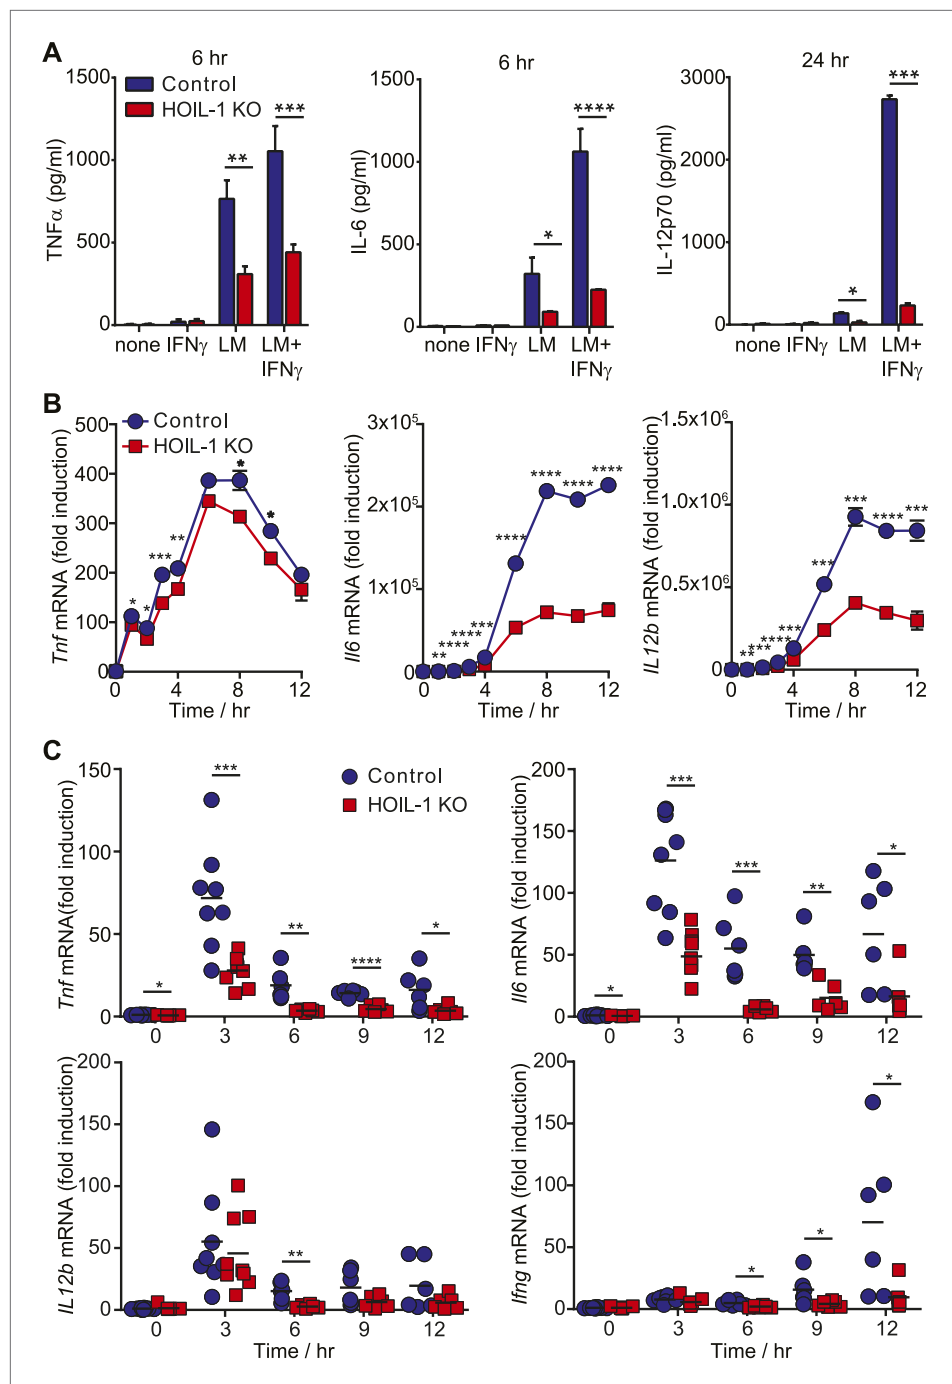 A
6 hr
6 hr
24 hr
Control
HOIL-1 KO
TNFα (pg/ml)
1500
1000
500
0
**
***
none IFNγ LM LM+
IFNγ
IL-6 (pg/ml)
1500
1000
500
0
*
****
none IFNγ LM LM+
IFNγ
IL-12p70 (pg/ml)
3000
2000
1000
0
*
***
none IFNγ LM LM+
IFNγ
B
Control
HOIL-1 KO
Tnf mRNA (fold induction)
500
400
300
200
100
0
* * *** ** * *
0 4 8 12
Time / hr
Il6 mRNA (fold induction)
3x10⁵
2x10⁵
1x10⁵
0
** **** **** *** **** **** **** ****
0 4 8 12
Time / hr
IL12b mRNA (fold induction)
1.5x10⁶
1.0x10⁶
0.5x10⁶
0
** *** **** *** *** *** **** ***
0 4 8 12
Time / hr
C
Control
HOIL-1 KO
Tnf mRNA(fold induction)
150
100
50
0
* *** ** **** *
0 3 6 9 12
Il6 mRNA (fold induction)
200
150
100
50
0
* *** *** ** *
0 3 6 9 12
IL12b mRNA (fold induction)
200
150
100
50
0
**
0 3 6 9 12
Time / hr
Ifng mRNA (fold induction)
200
150
100
50
0
* * *
0 3 6 9 12
Time / hr